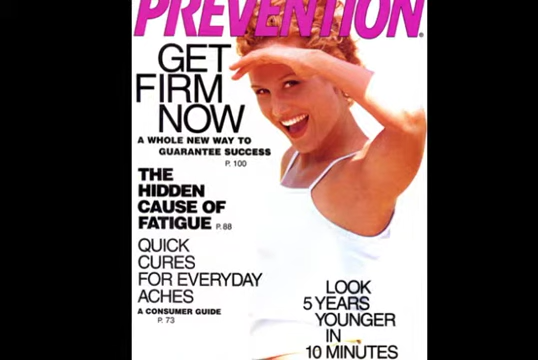 PREVENTION®
GET
FIRM
NOW
A WHOLE NEW WAY TO
GUARANTEE SUCCESS
P. 100
THE
HIDDEN
CAUSE OF
FATIGUE P. 88
QUICK
CURES
FOR EVERYDAY
ACHES
A CONSUMER GUIDE
P. 73
LOOK
5 YEARS
YOUNGER
IN
10 MINUTES